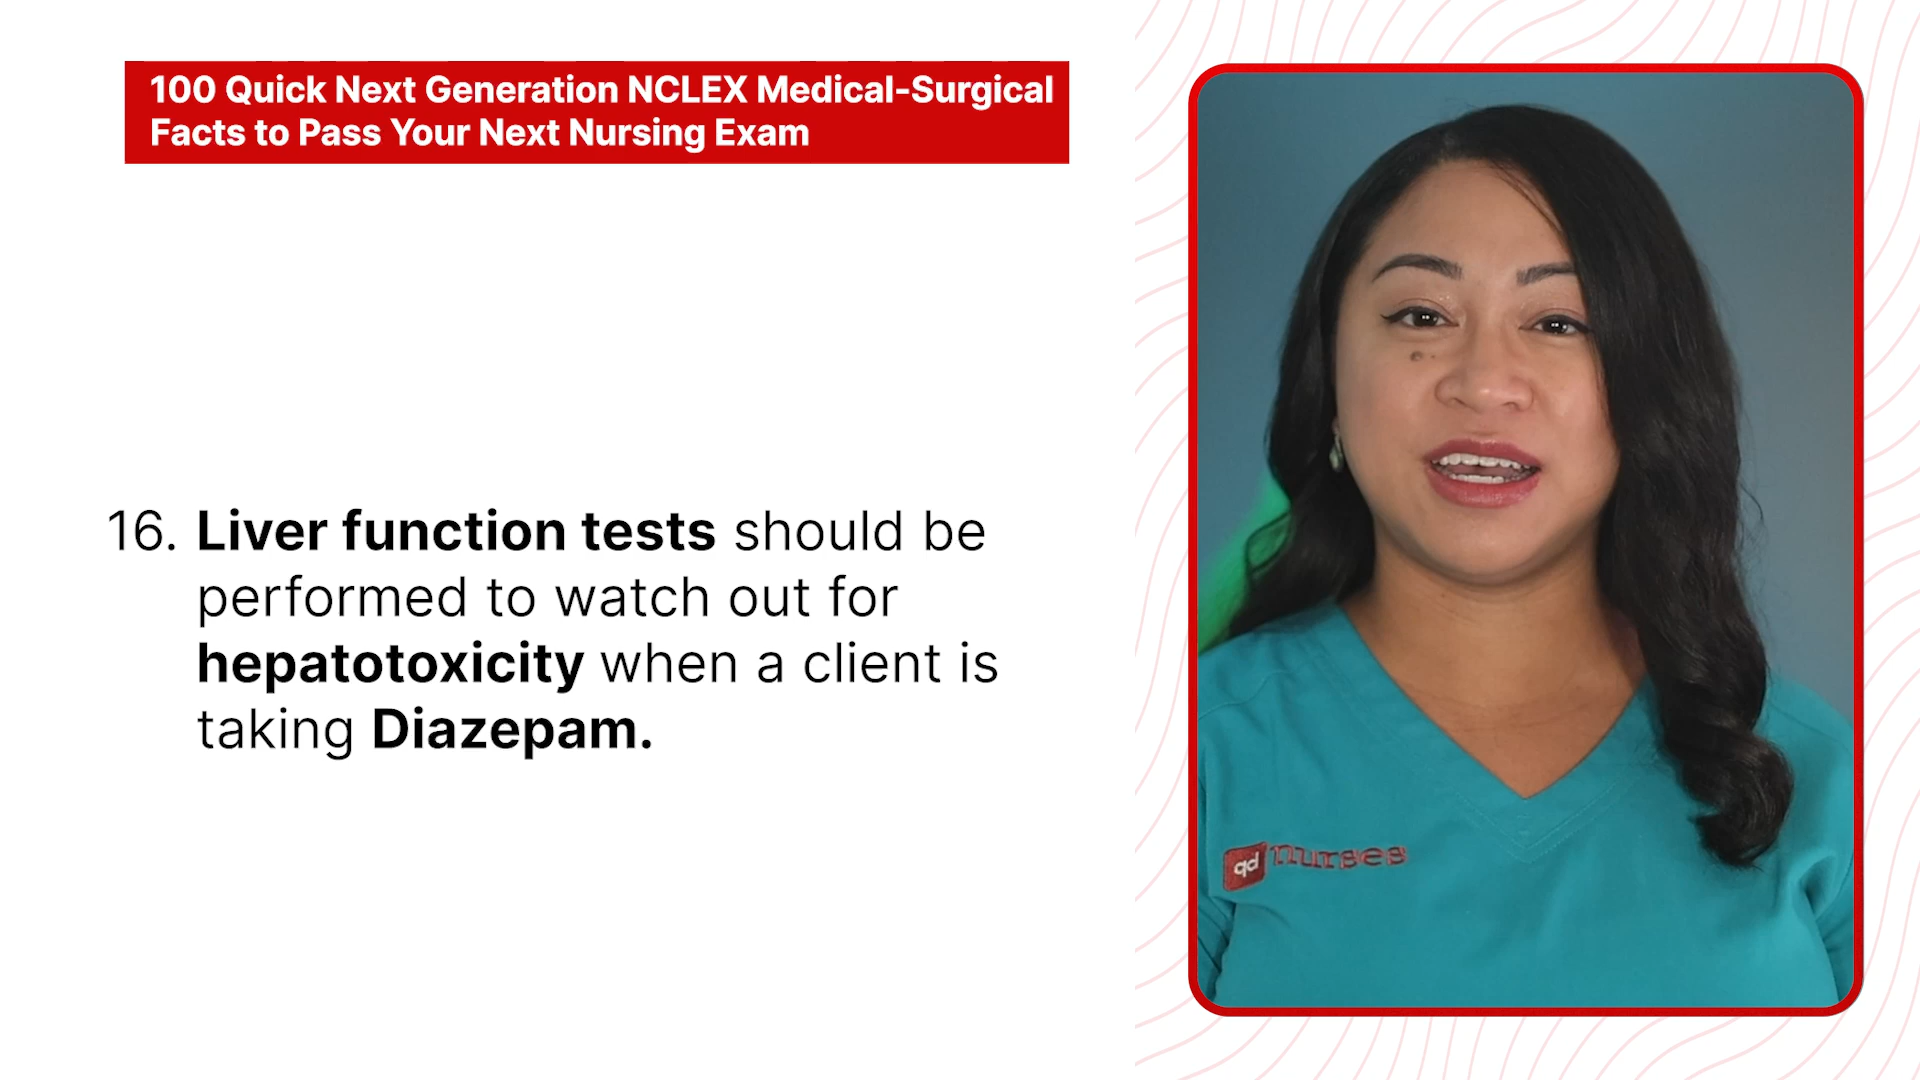 100 Quick Next Generation NCLEX Medical-Surgical
Facts to Pass Your Next Nursing Exam
16. Liver function tests should be
performed to watch out for
hepatotoxicity when a client is
taking Diazepam.
qd nurses